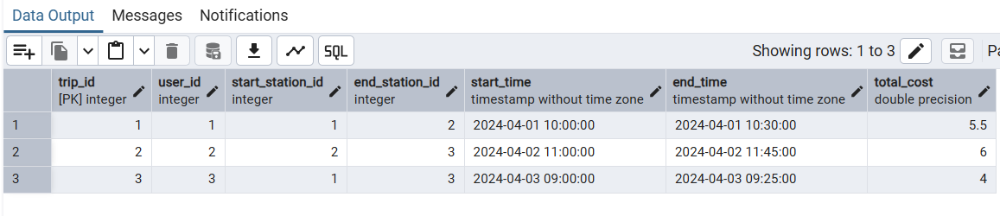 Data Output Messages Notifications
SQL Showing rows: 1 to 3
trip_id user_id start_station_id end_station_id start_time end_time total_cost
[PK] integer integer integer integer timestamp without time zone timestamp without time zone double precision
1 1 1 1 2 2024-04-01 10:00:00 2024-04-01 10:30:00 5.5
2 2 2 2 3 2024-04-02 11:00:00 2024-04-02 11:45:00 6
3 3 3 1 3 2024-04-03 09:00:00 2024-04-03 09:25:00 4